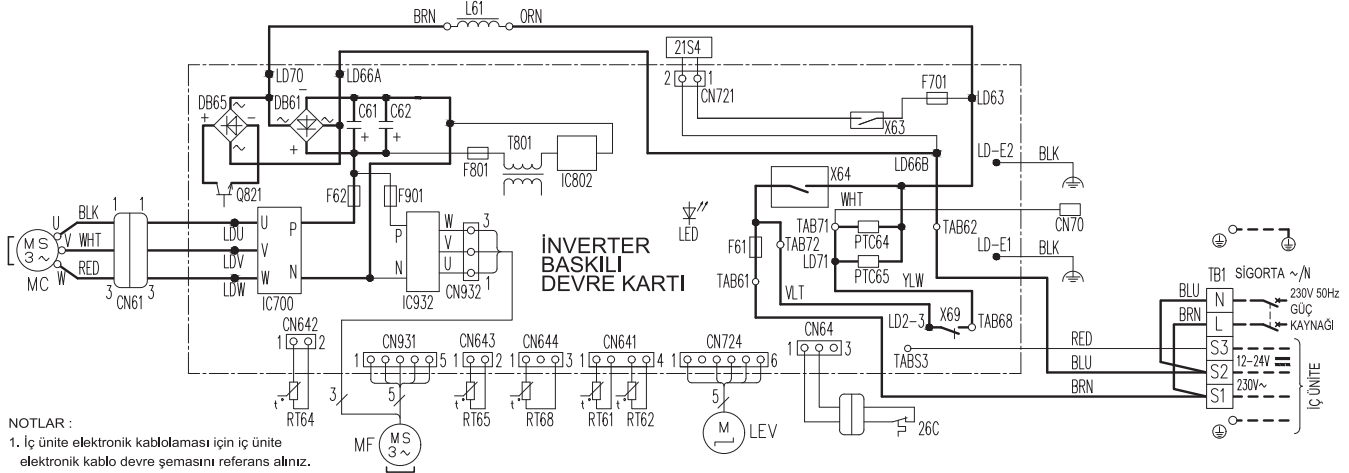 BRN L61 ORN
21S4
LD70 LD66A
2 1
CN721
F701
LD63
DB65 ~ DB61 -
C61 C62
+ - ~ ~
+ + +
~
X63
T801
F801
IC802
LD66B
LD-E2 BLK
X64
Q821
F62 F901
WHT
LED
TAB71
PTC64
CN70
TAB62
U BLK 1 1
LDU U P
MS 3~ V WHT
LDV V
W RED
LDW W N
MC
3 3
CN61
IC700
P W 3
V
N U 1
IC932
CN932
İNVERTER
BASKILI
DEVRE KARTI
F61
TAB72
LD71
PTC65
LD-E1 BLK
TAB61
YLW
VLT
LD2-3 X69 TAB68
TB1 SİGORTA ~/N
BLU N 230V 50Hz
GÜÇ
BRN L KAYNAĞI
RED S3
12-24V
BLU S2
230V~
BRN S1
İÇ ÜNİTE
TABS3
CN642
1 2
CN931
1 5
CN643
1 2
CN644
1 3
CN641
1 4
CN724
1 6
CN64
1 3
t° RT64
3
5
t° RT65
t° RT68
t° RT61 t° RT62
5
MF MS 3~
M LEV
26C
NOTLAR :
1. İç ünite elektronik kablolaması için iç ünite
elektronik kablo devre şemasını referans alınız.